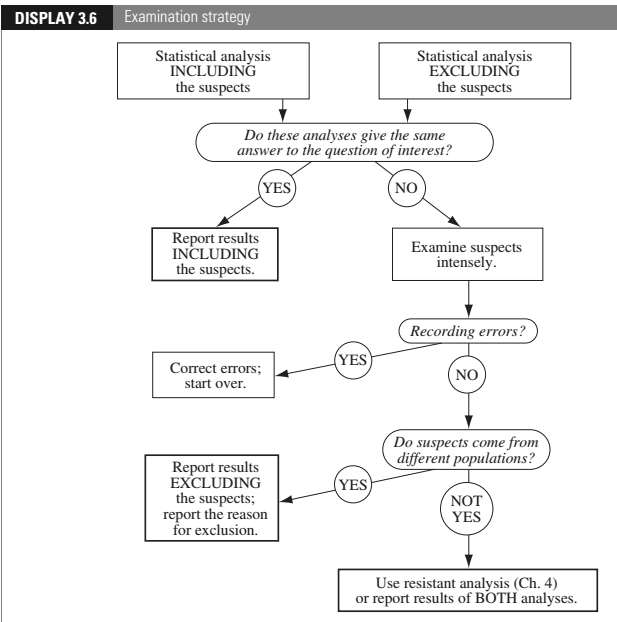 DISPLAY 3.6 Examination strategy
Statistical analysis
INCLUDING
the suspects
Statistical analysis
EXCLUDING
the suspects
Do these analyses give the same
answer to the question of interest?
YES
NO
Report results
INCLUDING
the suspects.
Examine suspects
intensely.
Recording errors?
YES
Correct errors;
start over.
NO
Do suspects come from
different populations?
YES
Report results
EXCLUDING
the suspects;
report the reason
for exclusion.
NOT
YES
Use resistant analysis (Ch. 4)
or report results of BOTH analyses.